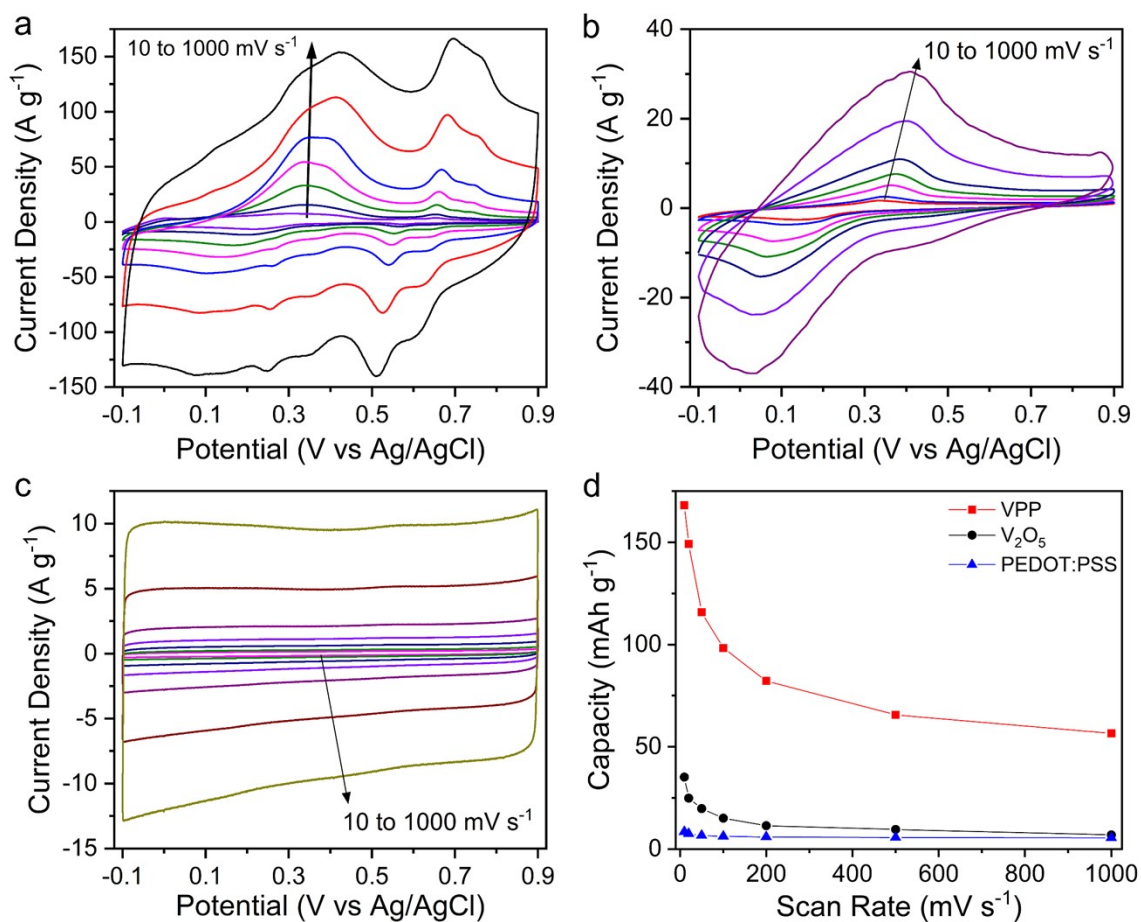 a
10 to 1000 mV s⁻¹
Current Density (A g⁻¹)
150
100
50
0
-50
-100
-150
-0.1 0.1 0.3 0.5 0.7 0.9
Potential (V vs Ag/AgCl)
b
10 to 1000 mV s⁻¹
Current Density (A g⁻¹)
40
20
0
-20
-40
-0.1 0.1 0.3 0.5 0.7 0.9
Potential (V vs Ag/AgCl)
c
Current Density (A g⁻¹)
10
5
0
-5
-10
-15
10 to 1000 mV s⁻¹
-0.1 0.1 0.3 0.5 0.7 0.9
Potential (V vs Ag/AgCl)
d
VPP
V₂O₅
PEDOT:PSS
Capacity (mAh g⁻¹)
150
100
50
0
0 200 400 600 800 1000
Scan Rate (mV s⁻¹)